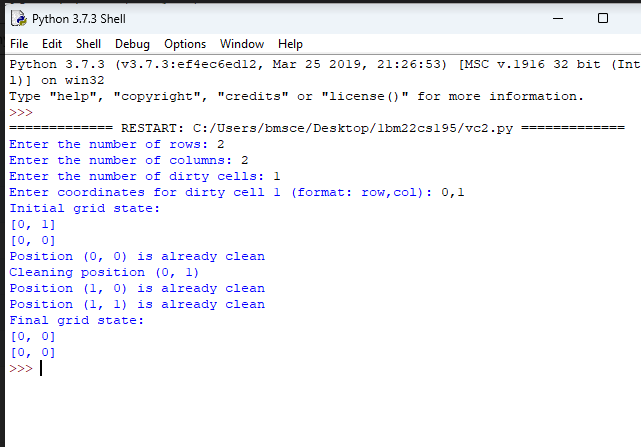 Python 3.7.3 Shell
File Edit Shell Debug Options Window Help
Python 3.7.3 (v3.7.3:ef4ec6ed12, Mar 25 2019, 21:26:53) [MSC v.1916 32 bit (Int
l)] on win32
Type "help", "copyright", "credits" or "license()" for more information.
>>>
============= RESTART: C:/Users/bmsce/Desktop/1bm22cs195/vc2.py =============
Enter the number of rows: 2
Enter the number of columns: 2
Enter the number of dirty cells: 1
Enter coordinates for dirty cell 1 (format: row,col): 0,1
Initial grid state:
[0, 1]
[0, 0]
Position (0, 0) is already clean
Cleaning position (0, 1)
Position (1, 0) is already clean
Position (1, 1) is already clean
Final grid state:
[0, 0]
[0, 0]
>>>